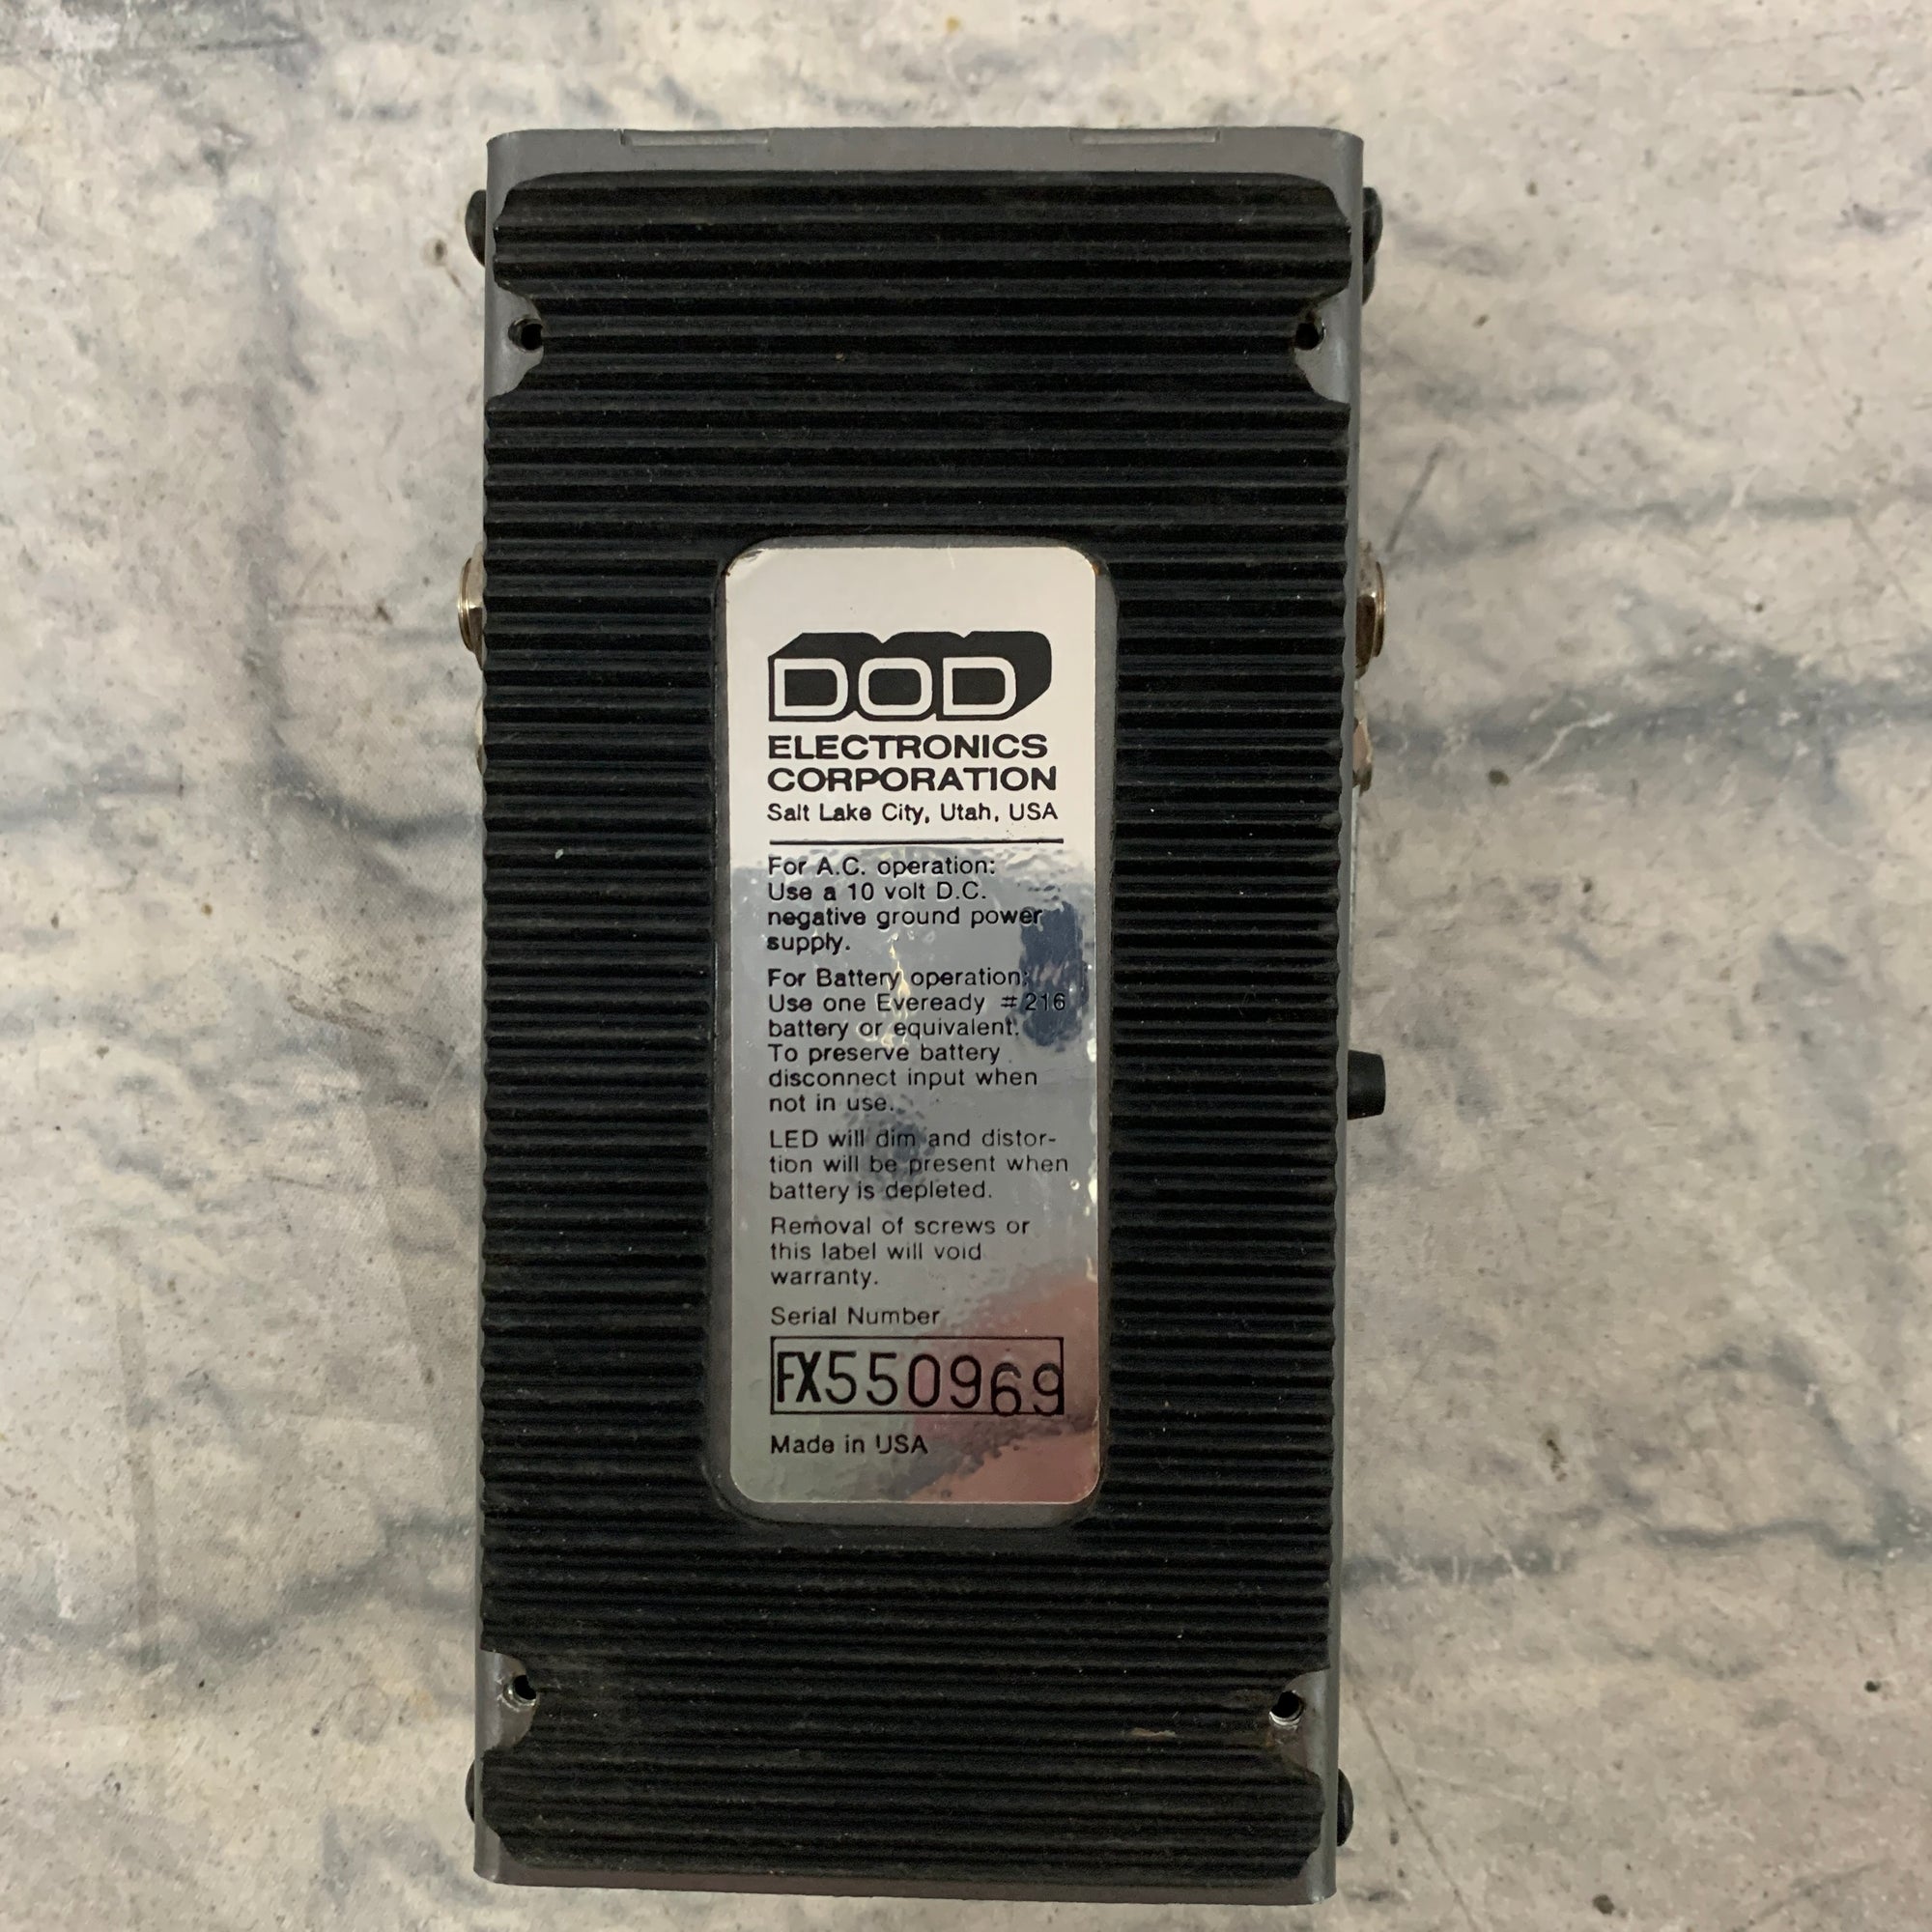 DOD
ELECTRONICS
CORPORATION
Salt Lake City, Utah, USA
For A.C. operation:
Use a 10 volt D.C.
negative ground power
supply.
For Battery operation:
Use one Eveready #216
battery or equivalent.
To preserve battery
disconnect input when
not in use.
LED will dim and distor-
tion will be present when
battery is depleted.
Removal of screws or
this label will void
warranty.
Serial Number
FX550969
Made in USA